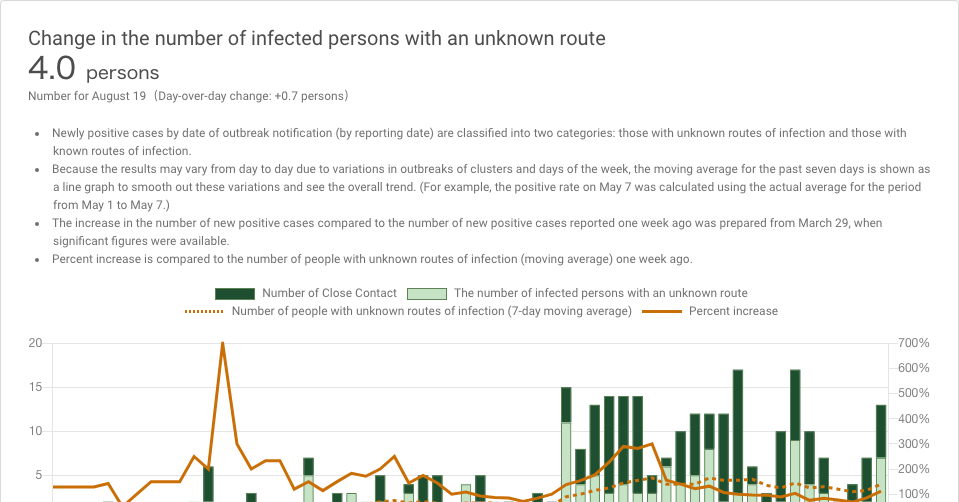 Change in the number of infected persons with an unknown route
4.0 persons
Number for August 19 (Day-over-day change: +0.7 persons)
• Newly positive cases by date of outbreak notification (by reporting date) are classified into two categories: those with unknown routes of infection and those with
known routes of infection.
• Because the results may vary from day to day due to variations in outbreaks of clusters and days of the week, the moving average for the past seven days is shown as
a line graph to smooth out these variations and see the overall trend. (For example, the positive rate on May 7 was calculated using the actual average for the period
from May 1 to May 7.)
• The increase in the number of new positive cases compared to the number of new positive cases reported one week ago was prepared from March 29, when
significant figures were available.
• Percent increase is compared to the number of people with unknown routes of infection (moving average) one week ago.
Number of Close Contact The number of infected persons with an unknown route
Number of people with unknown routes of infection (7-day moving average) Percent increase
20 700%
600%
15
500%
400%
10
300%
5 200%
100%